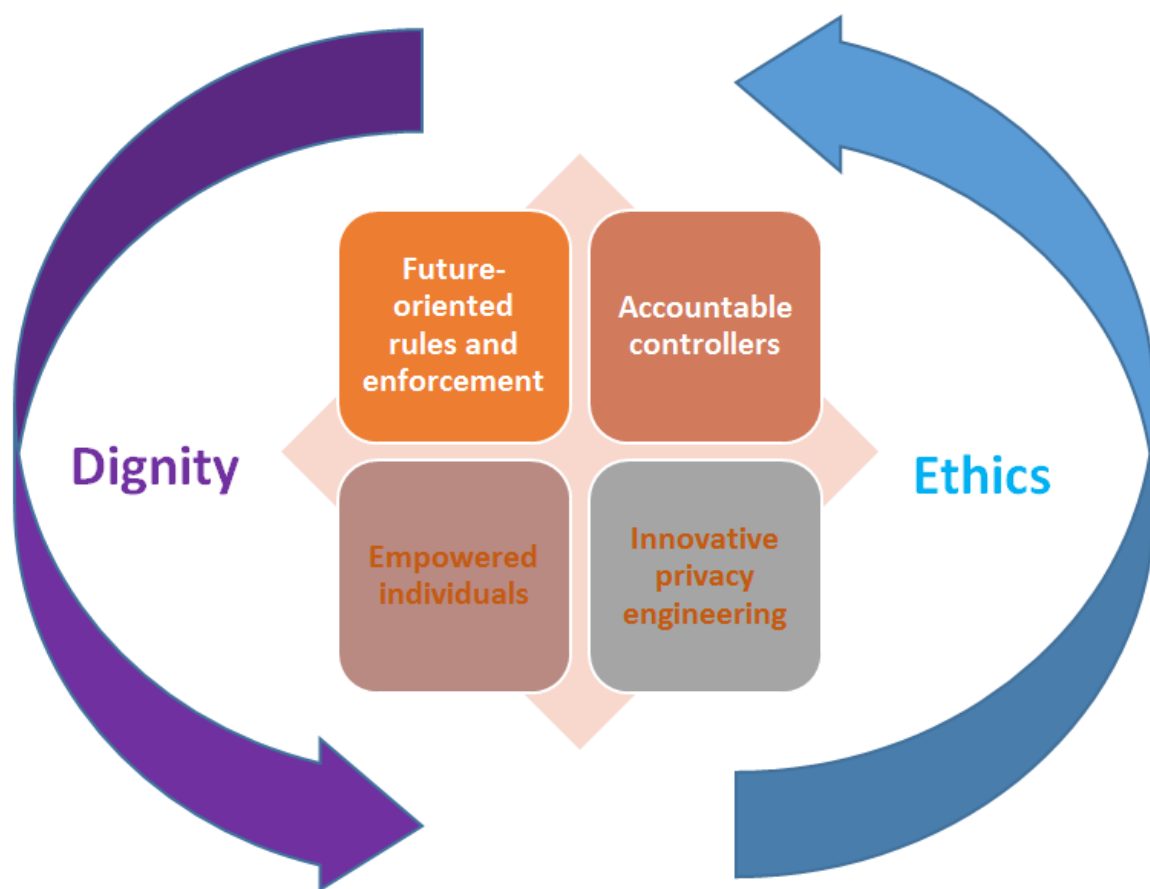 Future-
oriented
rules and
enforcement
Accountable
controllers
Dignity
Ethics
Empowered
individuals
Innovative
privacy
engineering